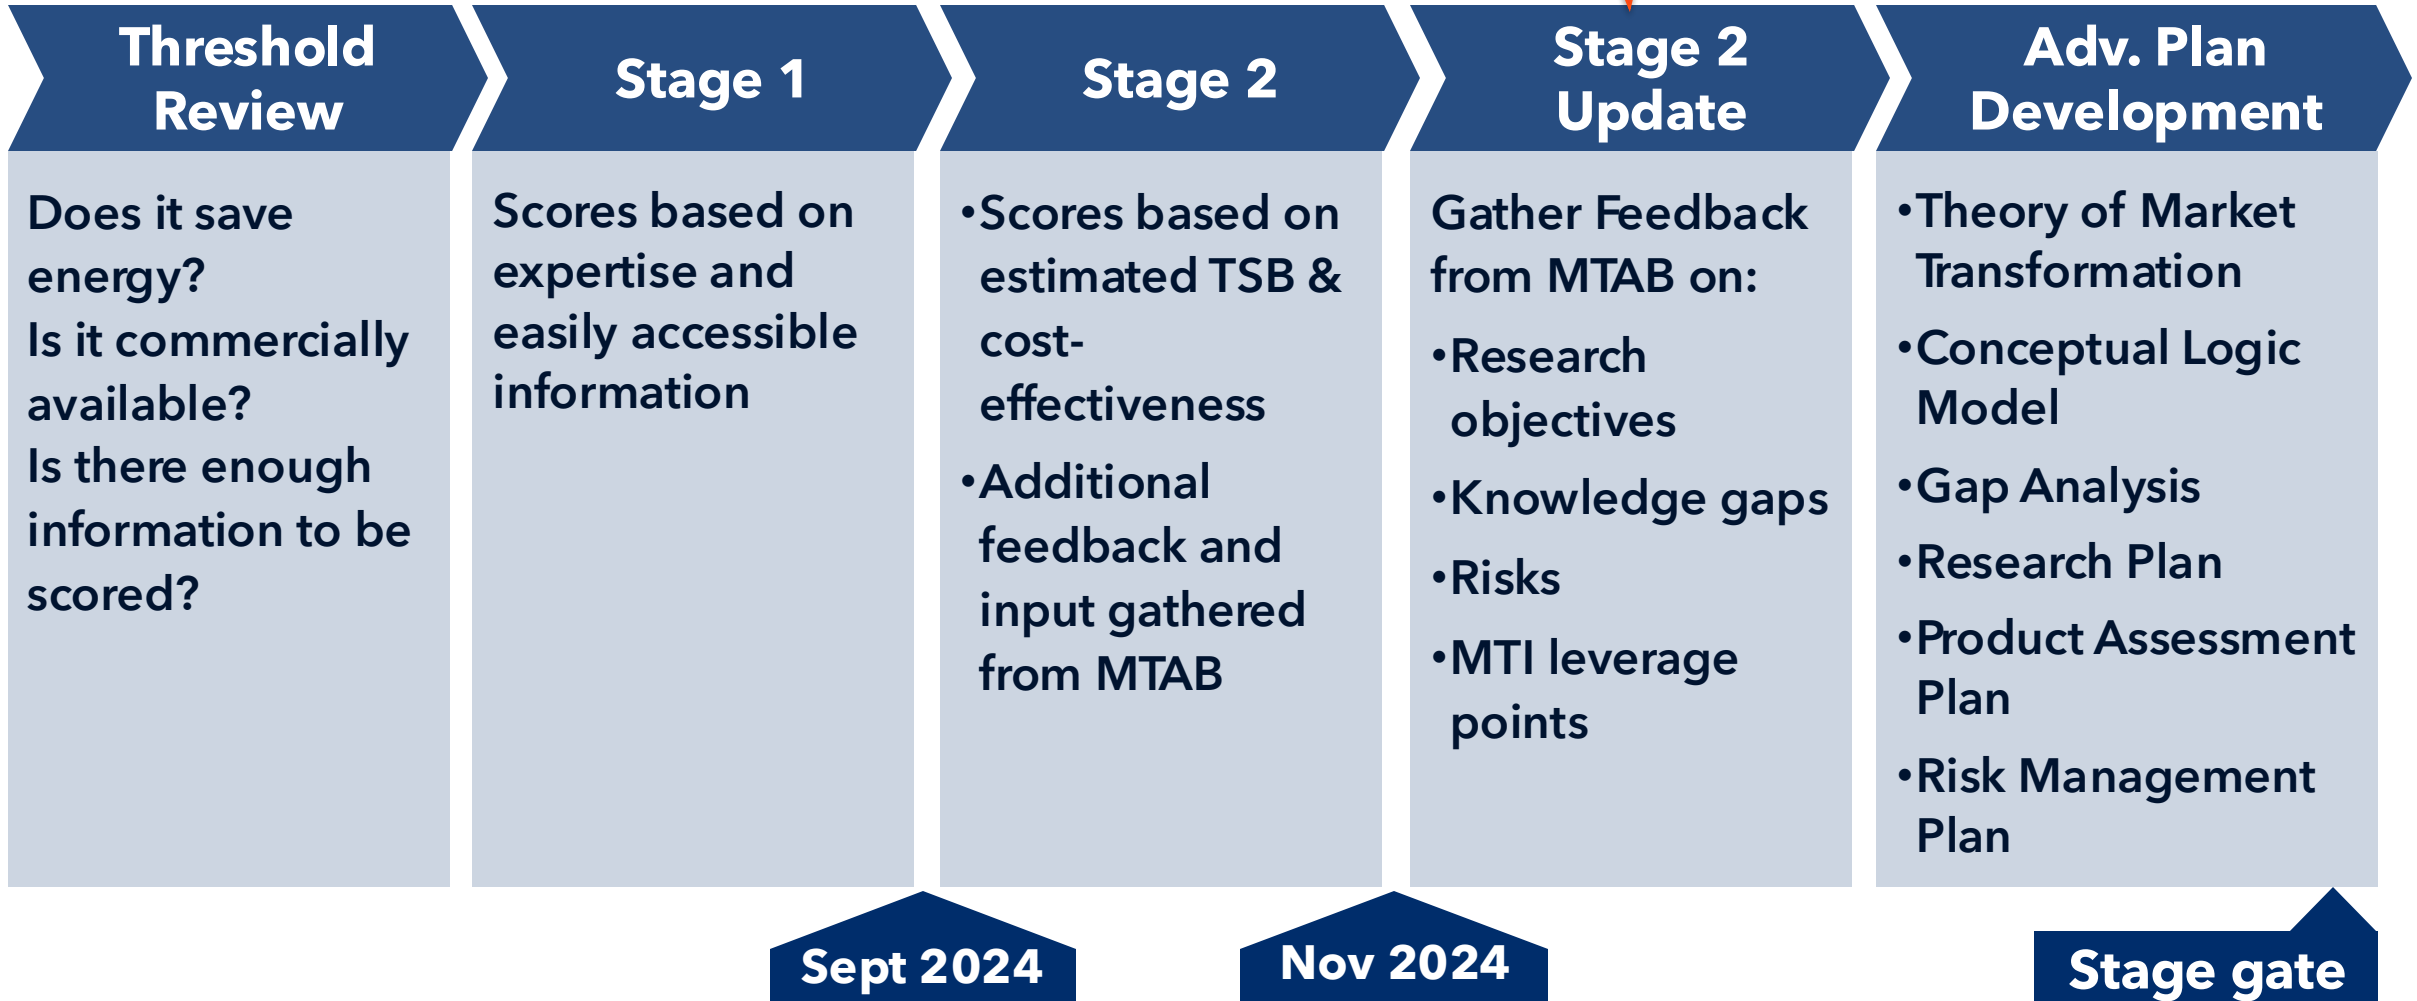 Threshold
Review
Stage 1
Stage 2
Stage 2
Update
Adv. Plan
Development
Does it save
energy?
Is it commercially
available?
Is there enough
information to be
scored?
Scores based on
expertise and
easily accessible
information
•Scores based on
estimated TSB &
cost-
effectiveness
•Additional
feedback and
input gathered
from MTAB
Gather Feedback
from MTAB on:
•Research
objectives
•Knowledge gaps
•Risks
•MTI leverage
points
•Theory of Market
Transformation
•Conceptual Logic
Model
•Gap Analysis
•Research Plan
•Product Assessment
Plan
•Risk Management
Plan
Sept 2024
Nov 2024
Stage gate